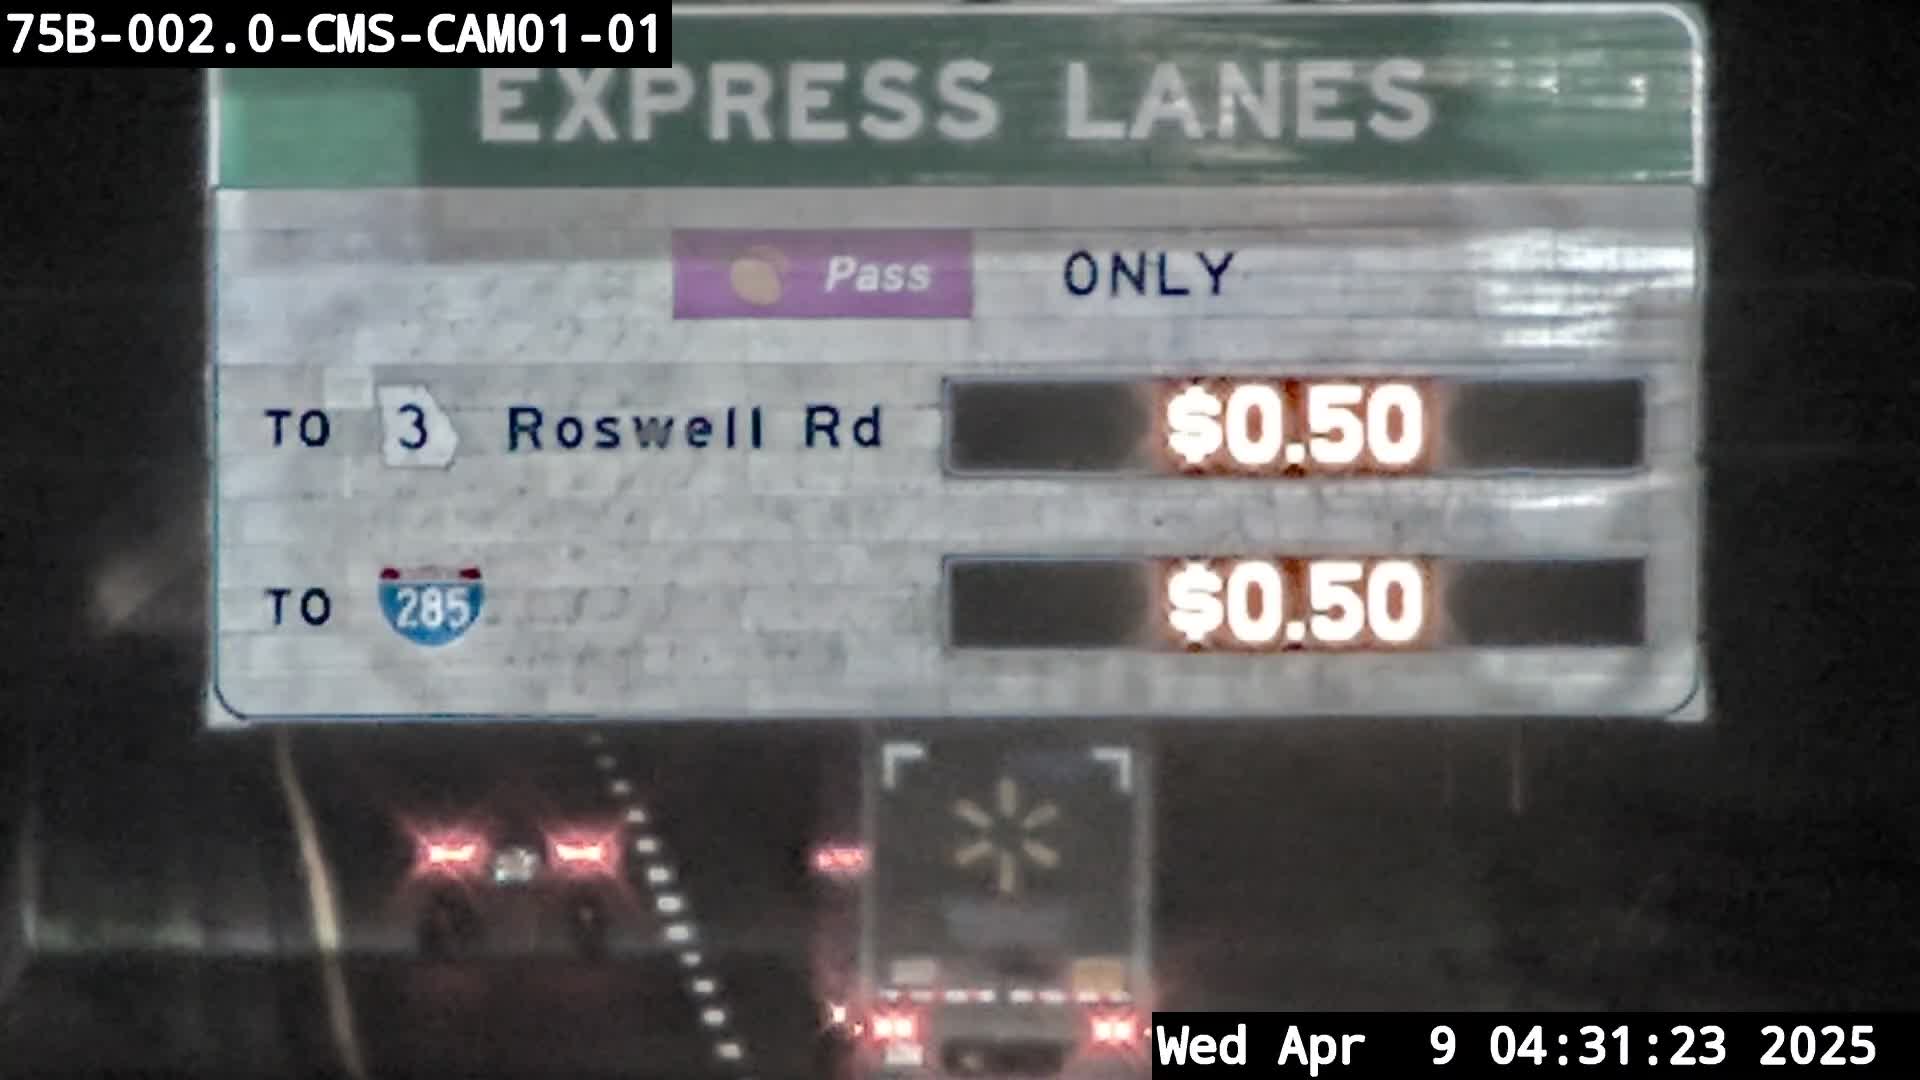 75B-002.0-CMS-CAM01-01
EXPRESS LANES
Pass ONLY
TO 3 Roswell Rd $0.50
TO 285 $0.50
Wed Apr 9 04:31:23 2025